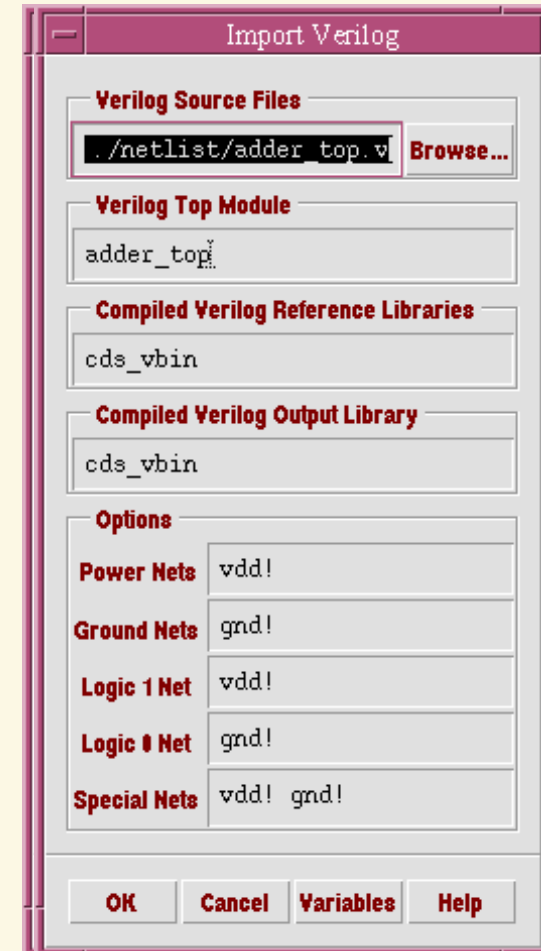 Import Verilog
Verilog Source Files
./netlist/adder_top.v Browse...
Verilog Top Module
adder_top
Compiled Verilog Reference Libraries
cds_vbin
Compiled Verilog Output Library
cds_vbin
Options
Power Nets vdd!
Ground Nets gnd!
Logic 1 Net vdd!
Logic 0 Net gnd!
Special Nets vdd! gnd!
OK Cancel Variables Help